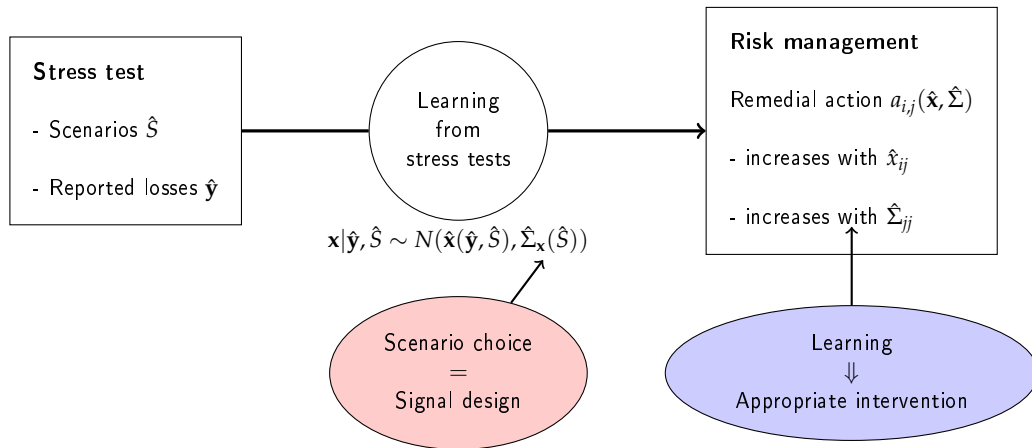 Stress test
- Scenarios Ŝ
- Reported losses ŷ
Learning
from
stress tests
x|ŷ, Ŝ ∼ N(x̂(ŷ, Ŝ), Σ̂ₓ(Ŝ))
Risk management
Remedial action a_{i,j}(x̂, Σ̂)
- increases with x̂_{ij}
- increases with Σ̂_{jj}
Scenario choice
=
Signal design
Learning
⇓
Appropriate intervention